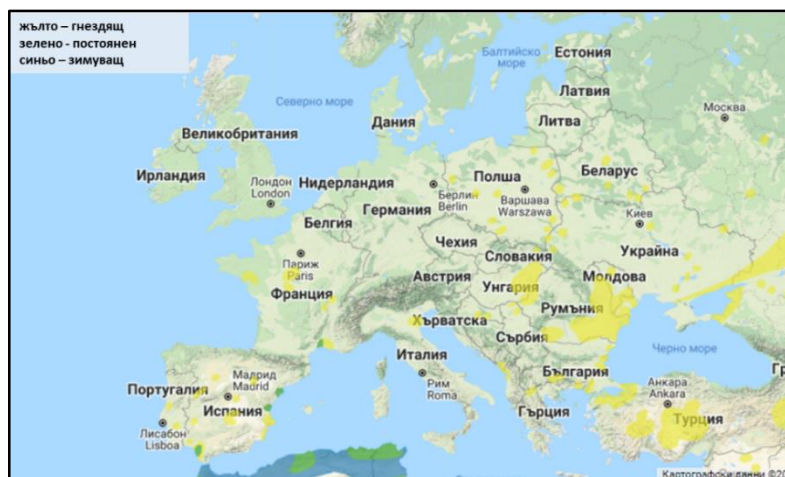 жълто – гнездящ
зелено - постоянен
синьо – зимуващ
Балтийско
море
Естония
Северно море
Латвия
Москва
Дания
Литва
Великобритания
Ирландия
Нидерландия
Полша
Беларус
Лондон
London
Берлин
Berlin
Варшава
Warszawa
Германия
Белгия
Киев
Чехия
Украйна
Париж
Paris
Словакия
Австрия
Молдова
Унгария
Франция
Румъния
Хърватска
Сърбия
Италия
Черно море
Мадрид
Madrid
България
Португалия
Рим
Roma
Анкара
Ankara
Испания
Гърция
Турция
Лисабон
Lisboa
Картографски данни ©20